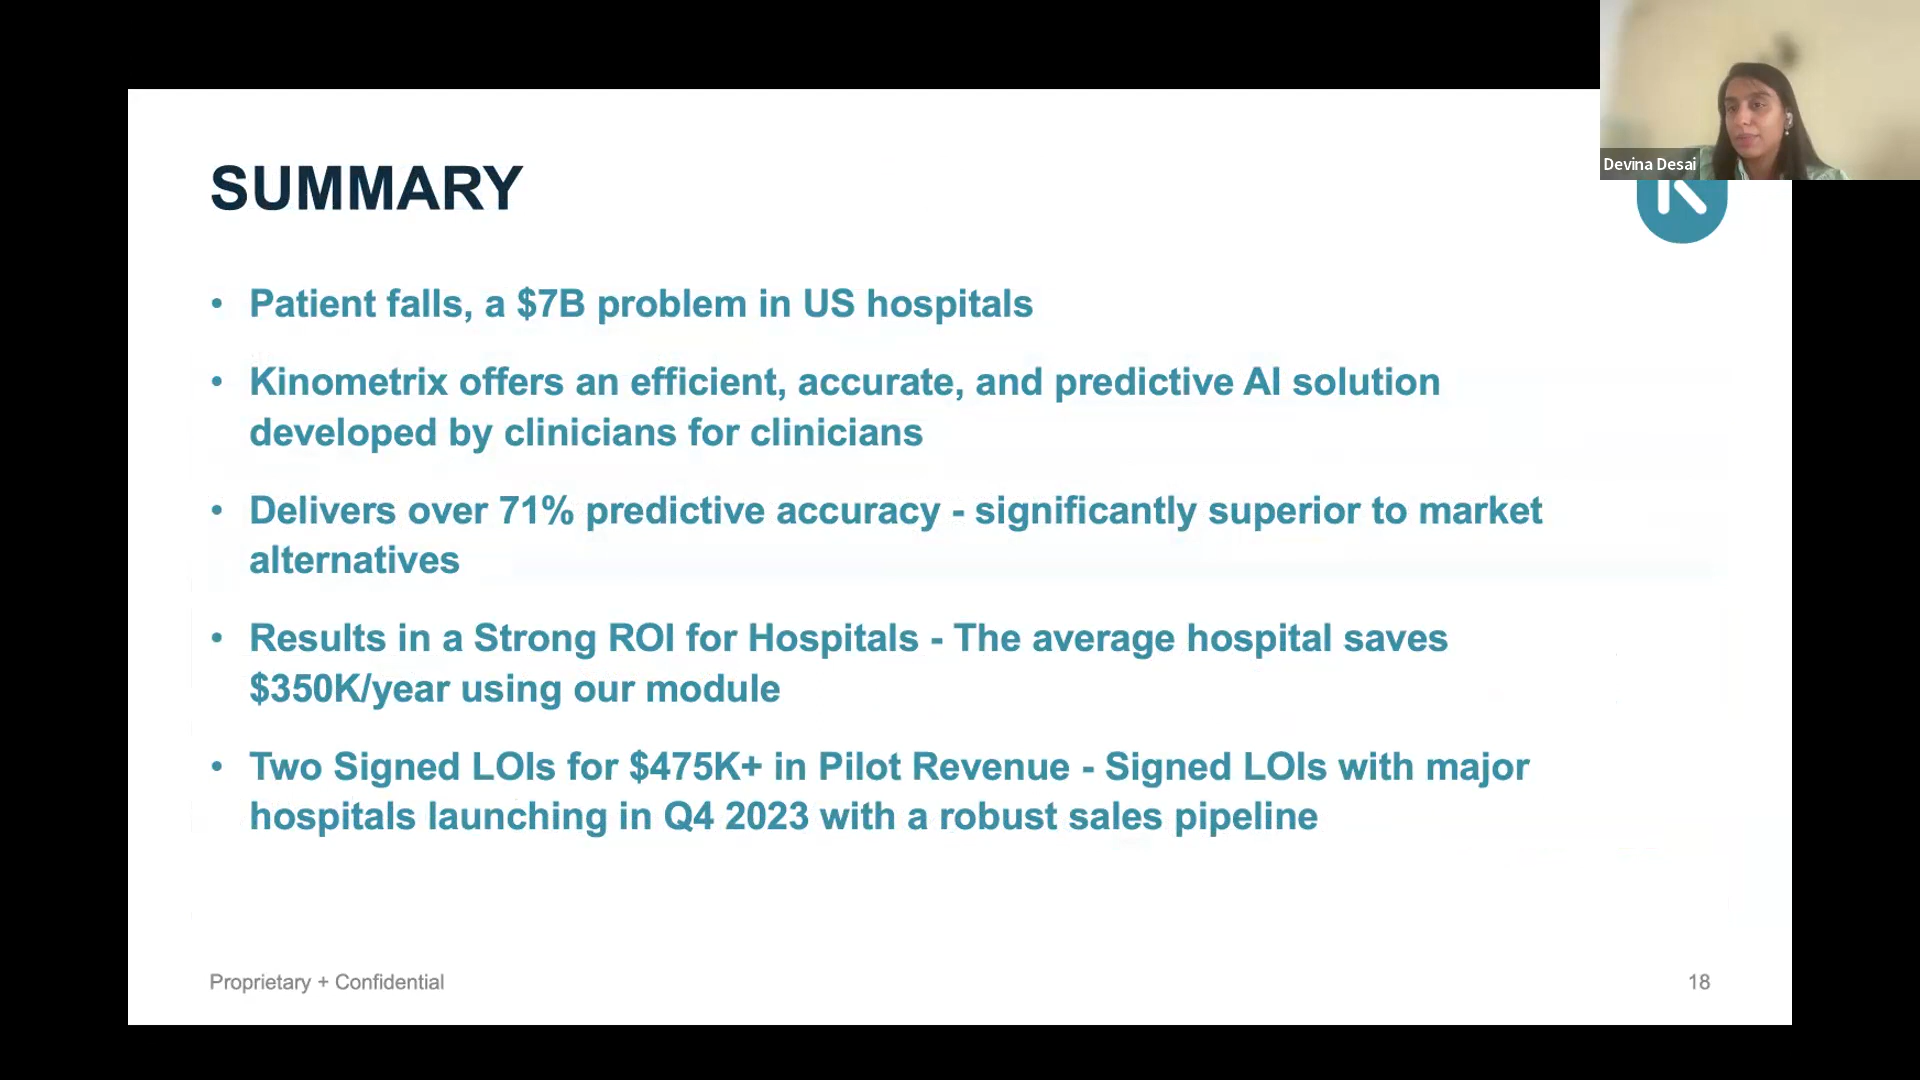 Devina Desai
SUMMARY
• Patient falls, a $7B problem in US hospitals
• Kinometrix offers an efficient, accurate, and predictive AI solution
developed by clinicians for clinicians
• Delivers over 71% predictive accuracy - significantly superior to market
alternatives
• Results in a Strong ROI for Hospitals - The average hospital saves
$350K/year using our module
• Two Signed LOIs for $475K+ in Pilot Revenue - Signed LOIs with major
hospitals launching in Q4 2023 with a robust sales pipeline
Proprietary + Confidential
18